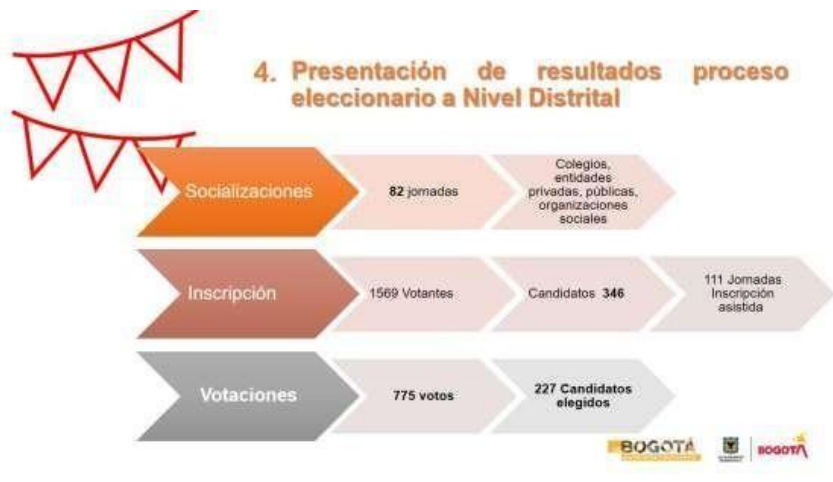 4. Presentación de resultados proceso
eleccionario a Nivel Distrital
Socializaciones
82 jornadas
Colegios,
entidades
privadas, públicas,
organizaciones
sociales
Inscripción
1569 Votantes
Candidatos 346
111 Jornadas
Inscripción
asistida
Votaciones
775 votos
227 Candidatos
elegidos
BOGOTÁ
BOGOTÁ